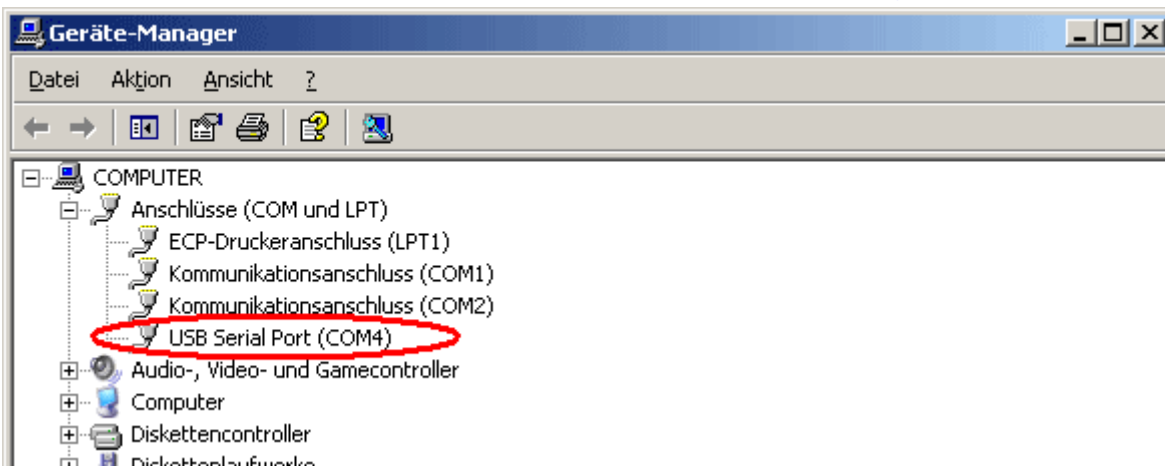 Geräte-Manager
Datei Aktion Ansicht ?
COMPUTER
Anschlüsse (COM und LPT)
ECP-Druckeranschluss (LPT1)
Kommunikationsanschluss (COM1)
Kommunikationsanschluss (COM2)
USB Serial Port (COM4)
Audio-, Video- und Gamecontroller
Computer
Diskettencontroller
Diskettenlaufwerke